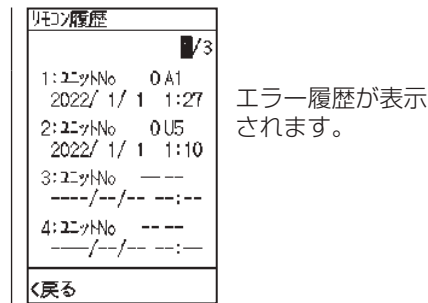 リモコン履歴
/3
1:ユニットNo 0 A1
2022/ 1/ 1 1:27
2:ユニットNo 0 U5
2022/ 1/ 1 1:10
3:ユニットNo -- --
----/--/-- --:--
4:ユニットNo -- --
----/--/-- --:--
<戻る
エラー履歴が表示
されます。